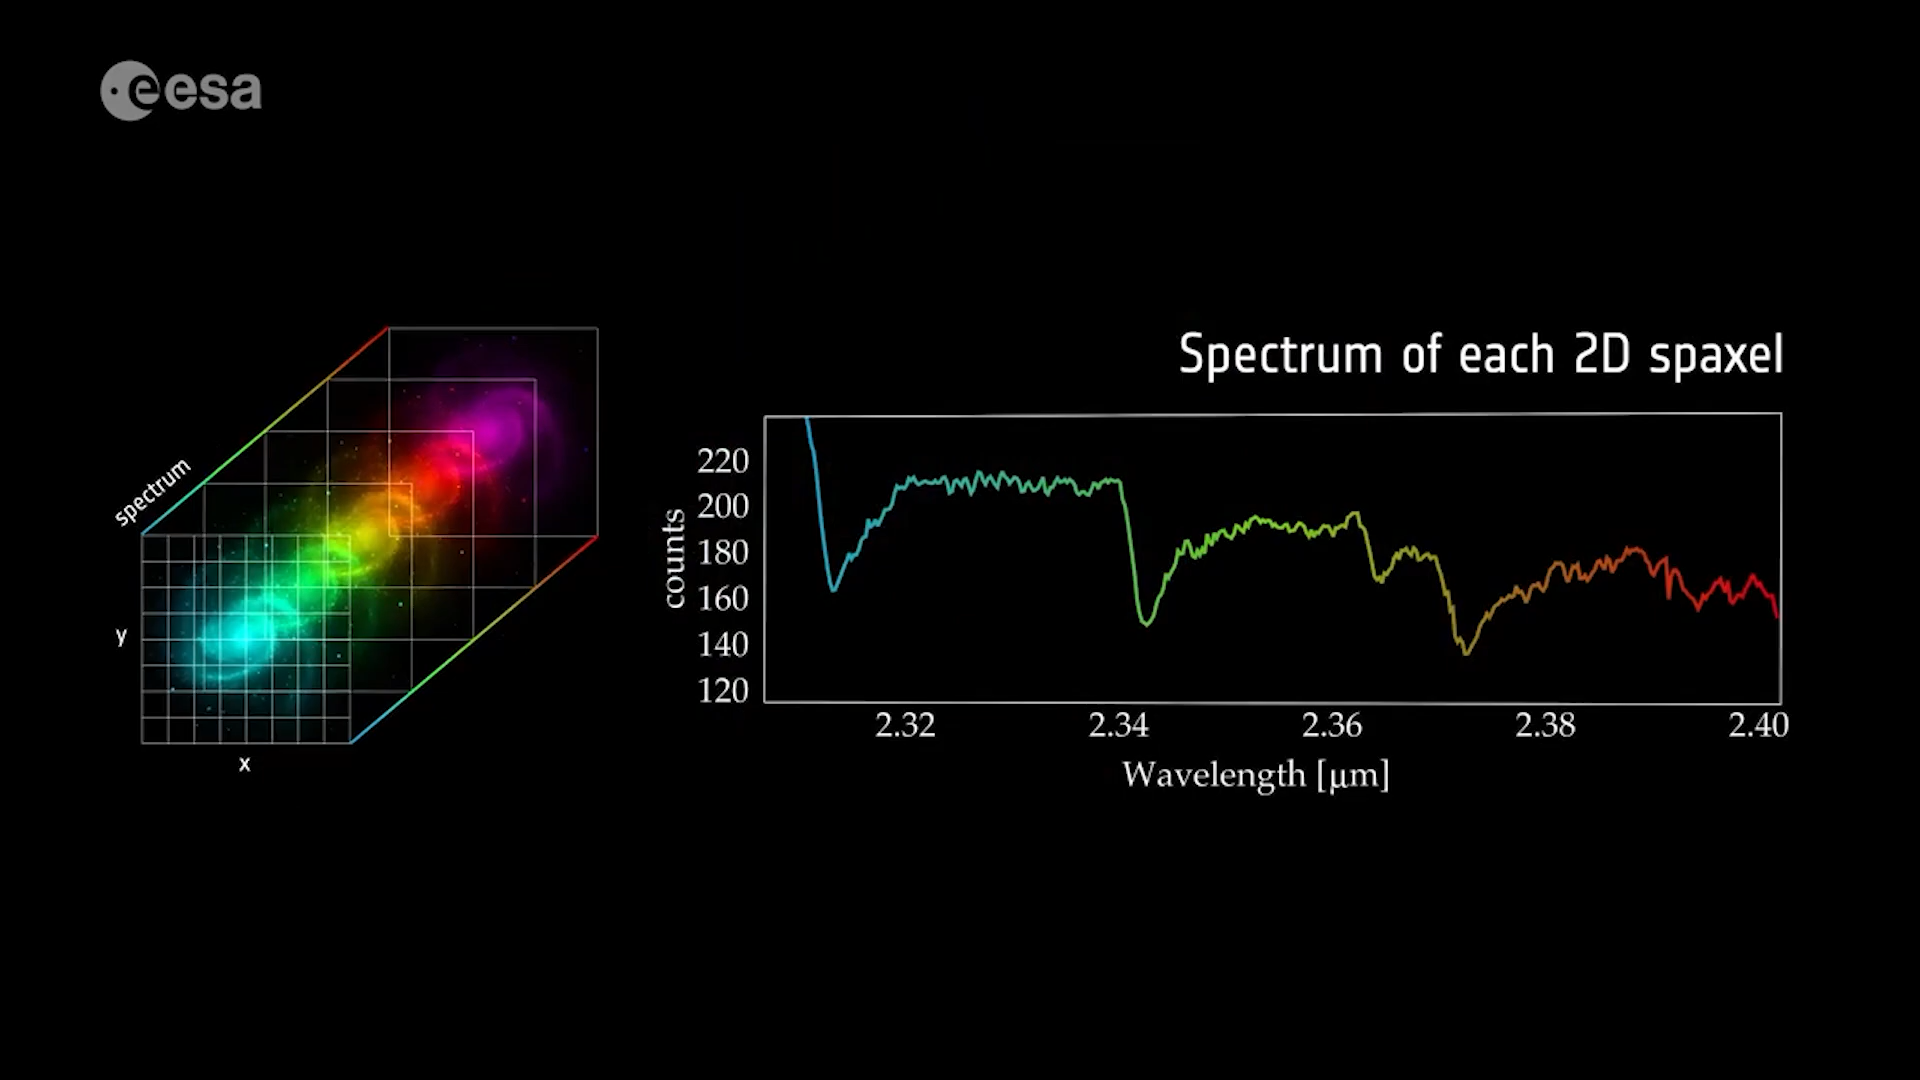 esa
Spectrum of each 2D spaxel
spectrum
y
x
counts
220
200
180
160
140
120
2.32 2.34 2.36 2.38 2.40
Wavelength [μm]